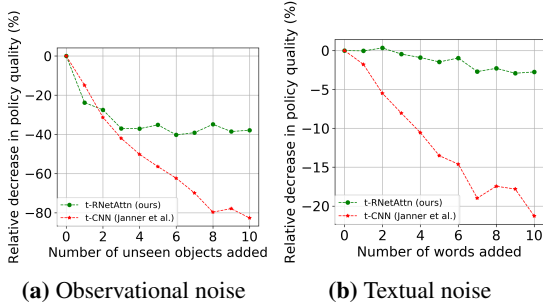 Relative decrease in policy quality (%)
0
−20
−40
−60
−80
t-RNetAttn (ours)
t-CNN (Janner et al.)
0 2 4 6 8 10
Number of unseen objects added
(a) Observational noise
Relative decrease in policy quality (%)
0
−5
−10
−15
−20
t-RNetAttn (ours)
t-CNN (Janner et al.)
0 2 4 6 8 10
Number of words added
(b) Textual noise